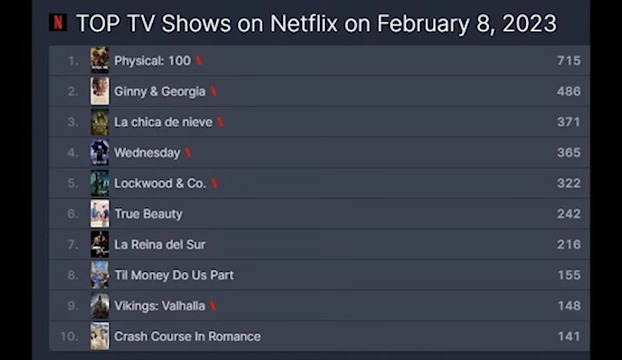 N TOP TV Shows on Netflix on February 8, 2023
1. Physical: 100 N 715
2. Ginny & Georgia N 486
3. La chica de nieve N 371
4. Wednesday N 365
5. Lockwood & Co. N 322
6. True Beauty 242
7. La Reina del Sur 216
8. Til Money Do Us Part 155
9. Vikings: Valhalla N 148
10. Crash Course In Romance 141